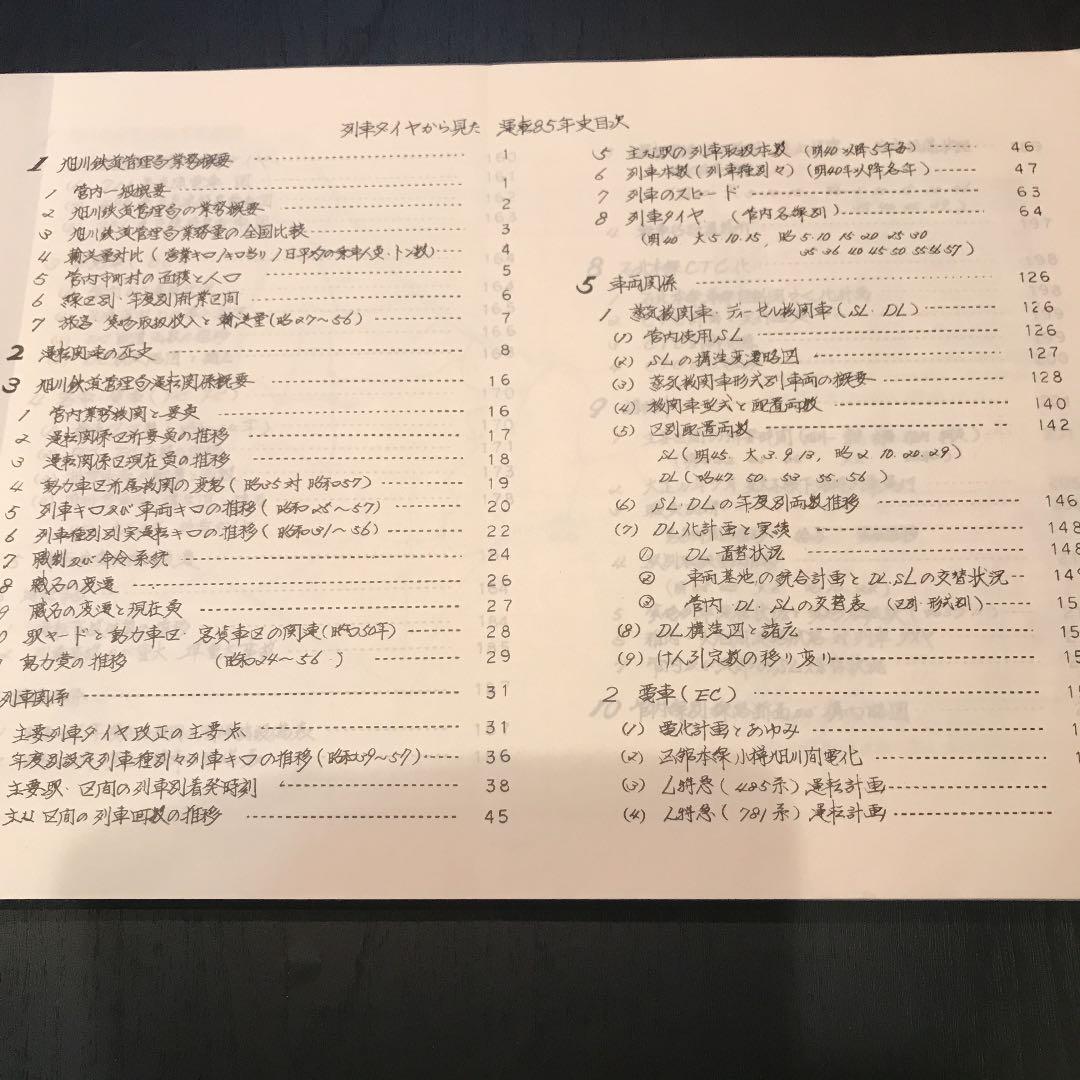 列車ダイヤから見た 運転85年史目次
1 旭川鉄道管理局業務概要 1
1 管内一般概要 1
2 旭川鉄道管理局の業務概要 2
3 旭川鉄道管理局業務量の全国比較 3
4 輸送量対比(営業キロ/キロ当り/日平均の乗車人吏・トン数) 4
5 管内市町村の面積と人口 5
6 線区別・年度別開業区間 6
7 旅客・貨物取扱収入と輸送量(昭27～56) 7
2 運転関連の歴史 8
3 旭川鉄道管理局運転関係概要 16
1 管内業務機関と要員 16
2 運転関係区所要員の推移 17
3 運転関係区現在員の推移 18
4 動力車区所属機関の変貌(昭35対昭和57) 19
5 列車キロ及び車両キロの推移(昭和25～57) 20
6 列車種別別実運転キロの推移(昭和31～56) 22
7 職制及び命令系統 24
8 職名の変遷 26
9 職名の変遷と現在員 27
駅ヤードと動力車区・客貨車区の関連(昭和50年) 28
動力費の推移 (昭和24～56) 29
列車関係 31
主要列車ダイヤ改正の主要点 31
年度別設定列車種別々列車キロの推移(昭和29～57) 36
主要駅・区間の列車別着発時刻 38
主な区間の列車回数の推移 45
5 主な駅の列車取扱本数 (明40以降5年毎) 46
6 列車本数(列車種別々)(明40年以降各年) 47
7 列車のスピード 63
8 列車ダイヤ (管内各線別) 64
(明40 大5.10.15, 昭5.10.15.20 25.30
35 36 40 45 50 55 56 57)
5 車両関係 126
1 蒸気機関車・ディーゼル機関車(SL・DL) 126
(1) 管内使用SL 126
(2) SLの構造変遷略図 127
(3) 蒸気機関車形式別車両の概要 128
(4) 機関車型式と配置両数 140
(5) 区別配置両数 142
SL(明45. 大3.9.13, 昭2.10.20.29)
DL(昭47. 50. 53. 55. 56)
(6) SL・DLの年度別両数推移 146
(7) DL化計画と実績 148
① DL置替状況 148
② 車両基地の統合計画とDL.SLの交替状況 149
③ 管内・DL・SLの交替表 (区別・形式別) 15
(8) DL構造図と諸元 15
(9) けん引定数の移り変り 15
2 電車(EC) 1
(1) 電化計画とあゆみ 1
(2) 函館本線小樽旭川間電化
(3) L特急(485系)運転計画
(4) L特急(781系)運転計画